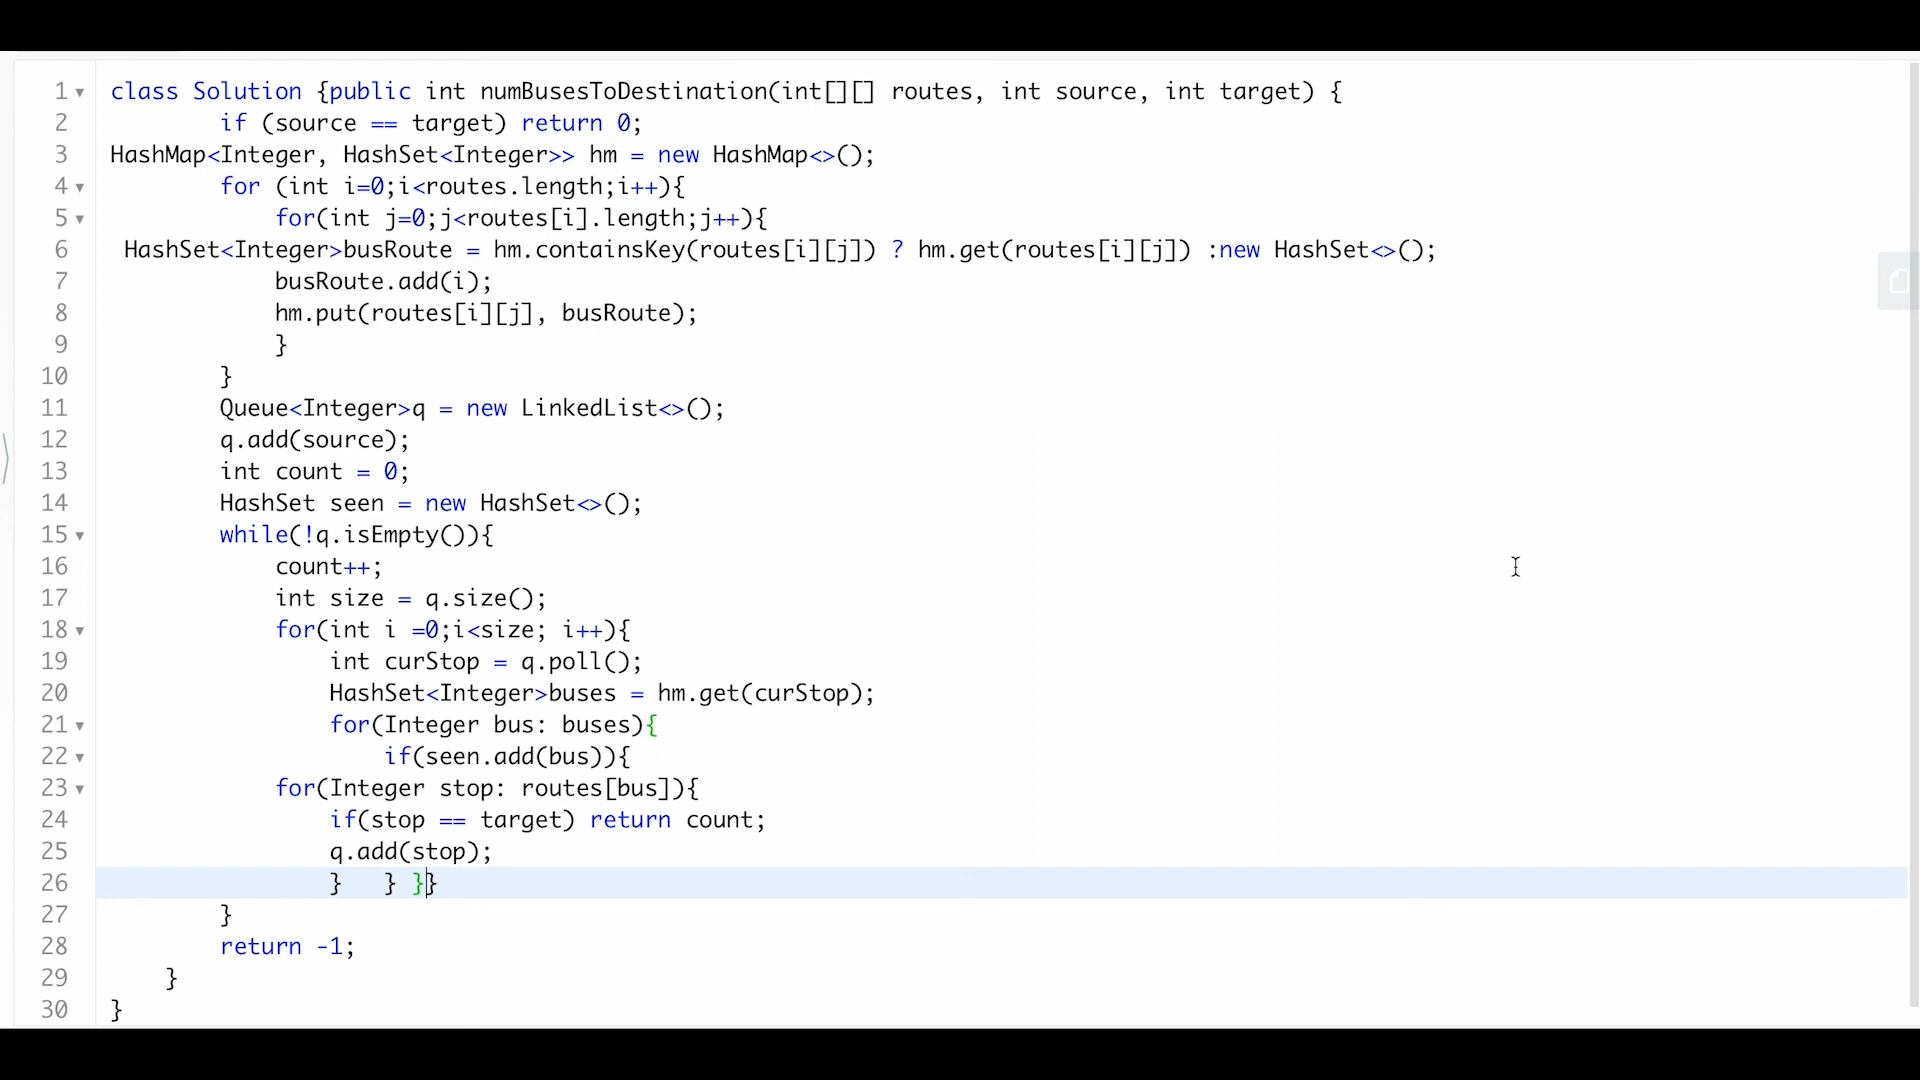 1 class Solution {public int numBusesToDestination(int[][] routes, int source, int target) {
2 if (source == target) return 0;
3 HashMap<Integer, HashSet<Integer>> hm = new HashMap<>();
4 for (int i=0;i<routes.length;i++){
5 for(int j=0;j<routes[i].length;j++){
6 HashSet<Integer>busRoute = hm.containsKey(routes[i][j]) ? hm.get(routes[i][j]) :new HashSet<>();
7 busRoute.add(i);
8 hm.put(routes[i][j], busRoute);
9 }
10 }
11 Queue<Integer>q = new LinkedList<>();
12 q.add(source);
13 int count = 0;
14 HashSet seen = new HashSet<>();
15 while(!q.isEmpty()){
16 count++;
17 int size = q.size();
18 for(int i =0;i<size; i++){
19 int curStop = q.poll();
20 HashSet<Integer>buses = hm.get(curStop);
21 for(Integer bus: buses){
22 if(seen.add(bus)){
23 for(Integer stop: routes[bus]){
24 if(stop == target) return count;
25 q.add(stop);
26 }   } }}
27 }
28 return -1;
29 }
30 }